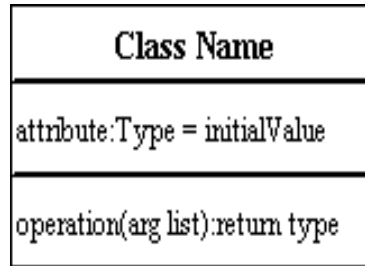 Class Name
attribute:Type = initialValue
operation(arg list):return type